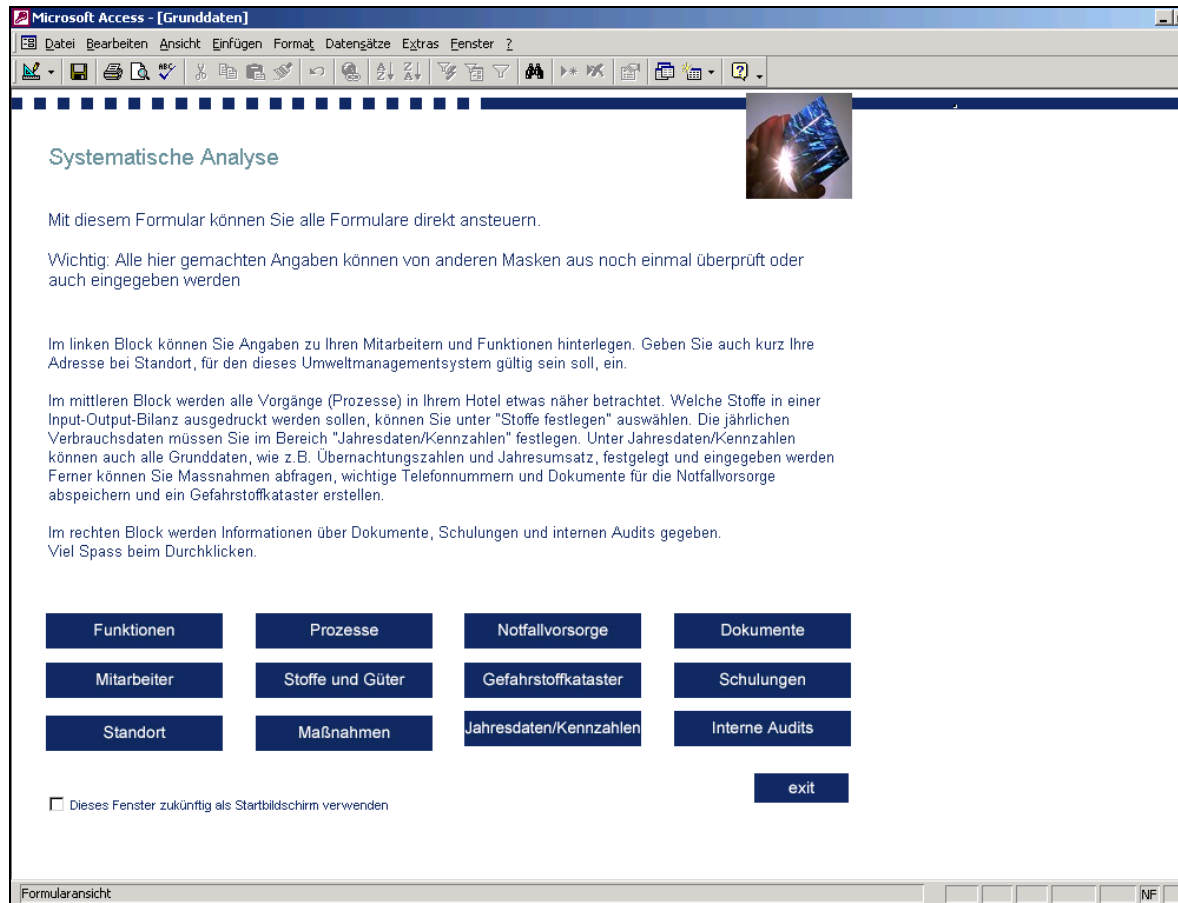 Microsoft Access - [Grunddaten]
Datei Bearbeiten Ansicht Einfügen Format Datensätze Extras Fenster ?
Systematische Analyse
Mit diesem Formular können Sie alle Formulare direkt ansteuern.
Wichtig: Alle hier gemachten Angaben können von anderen Masken aus noch einmal überprüft oder
auch eingegeben werden
Im linken Block können Sie Angaben zu Ihren Mitarbeitern und Funktionen hinterlegen. Geben Sie auch kurz Ihre
Adresse bei Standort, für den dieses Umweltmanagementsystem gültig sein soll, ein.
Im mittleren Block werden alle Vorgänge (Prozesse) in Ihrem Hotel etwas näher betrachtet. Welche Stoffe in einer
Input-Output-Bilanz ausgedruckt werden sollen, können Sie unter "Stoffe festlegen" auswählen. Die jährlichen
Verbrauchsdaten müssen Sie im Bereich "Jahresdaten/Kennzahlen" festlegen. Unter Jahresdaten/Kennzahlen
können auch alle Grunddaten, wie z.B. Übernachtungszahlen und Jahresumsatz, festgelegt und eingegeben werden
Ferner können Sie Massnahmen abfragen, wichtige Telefonnummern und Dokumente für die Notfallvorsorge
abspeichern und ein Gefahrstoffkataster erstellen.
Im rechten Block werden Informationen über Dokumente, Schulungen und internen Audits gegeben.
Viel Spass beim Durchklicken.
Funktionen Prozesse Notfallvorsorge Dokumente
Mitarbeiter Stoffe und Güter Gefahrstoffkataster Schulungen
Standort Maßnahmen Jahresdaten/Kennzahlen Interne Audits
exit
Dieses Fenster zukünftig als Startbildschirm verwenden
Formularansicht NF